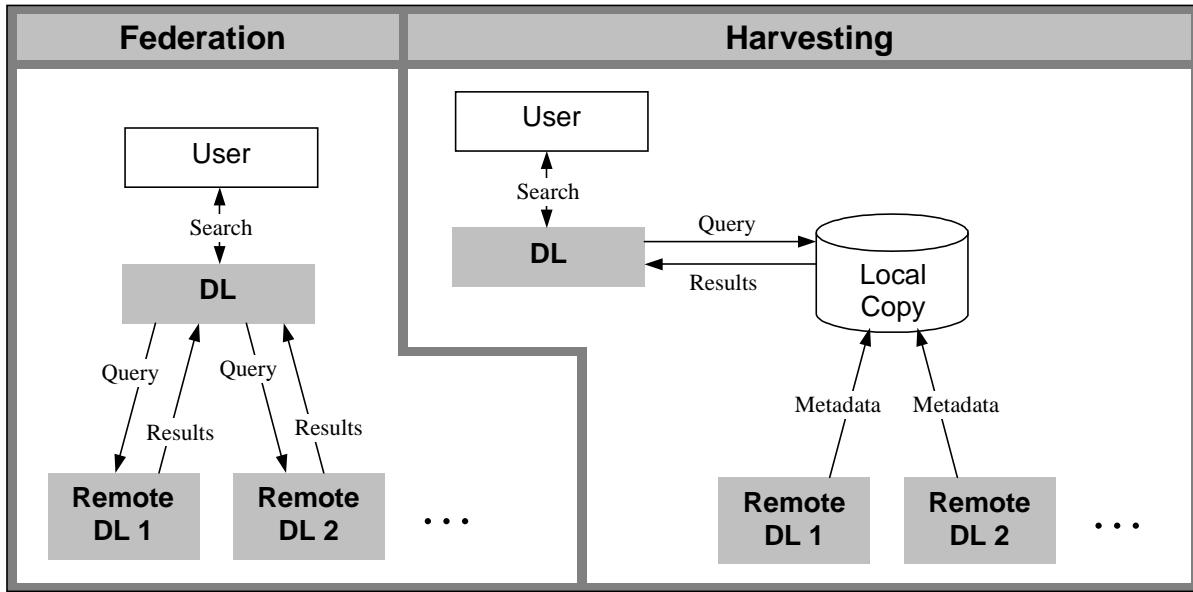 Federation
Harvesting
User
Search
DL
Query
Results
Query
Results
Remote
DL 1
Remote
DL 2
...
User
Search
DL
Query
Results
Local
Copy
Metadata
Metadata
Remote
DL 1
Remote
DL 2
...